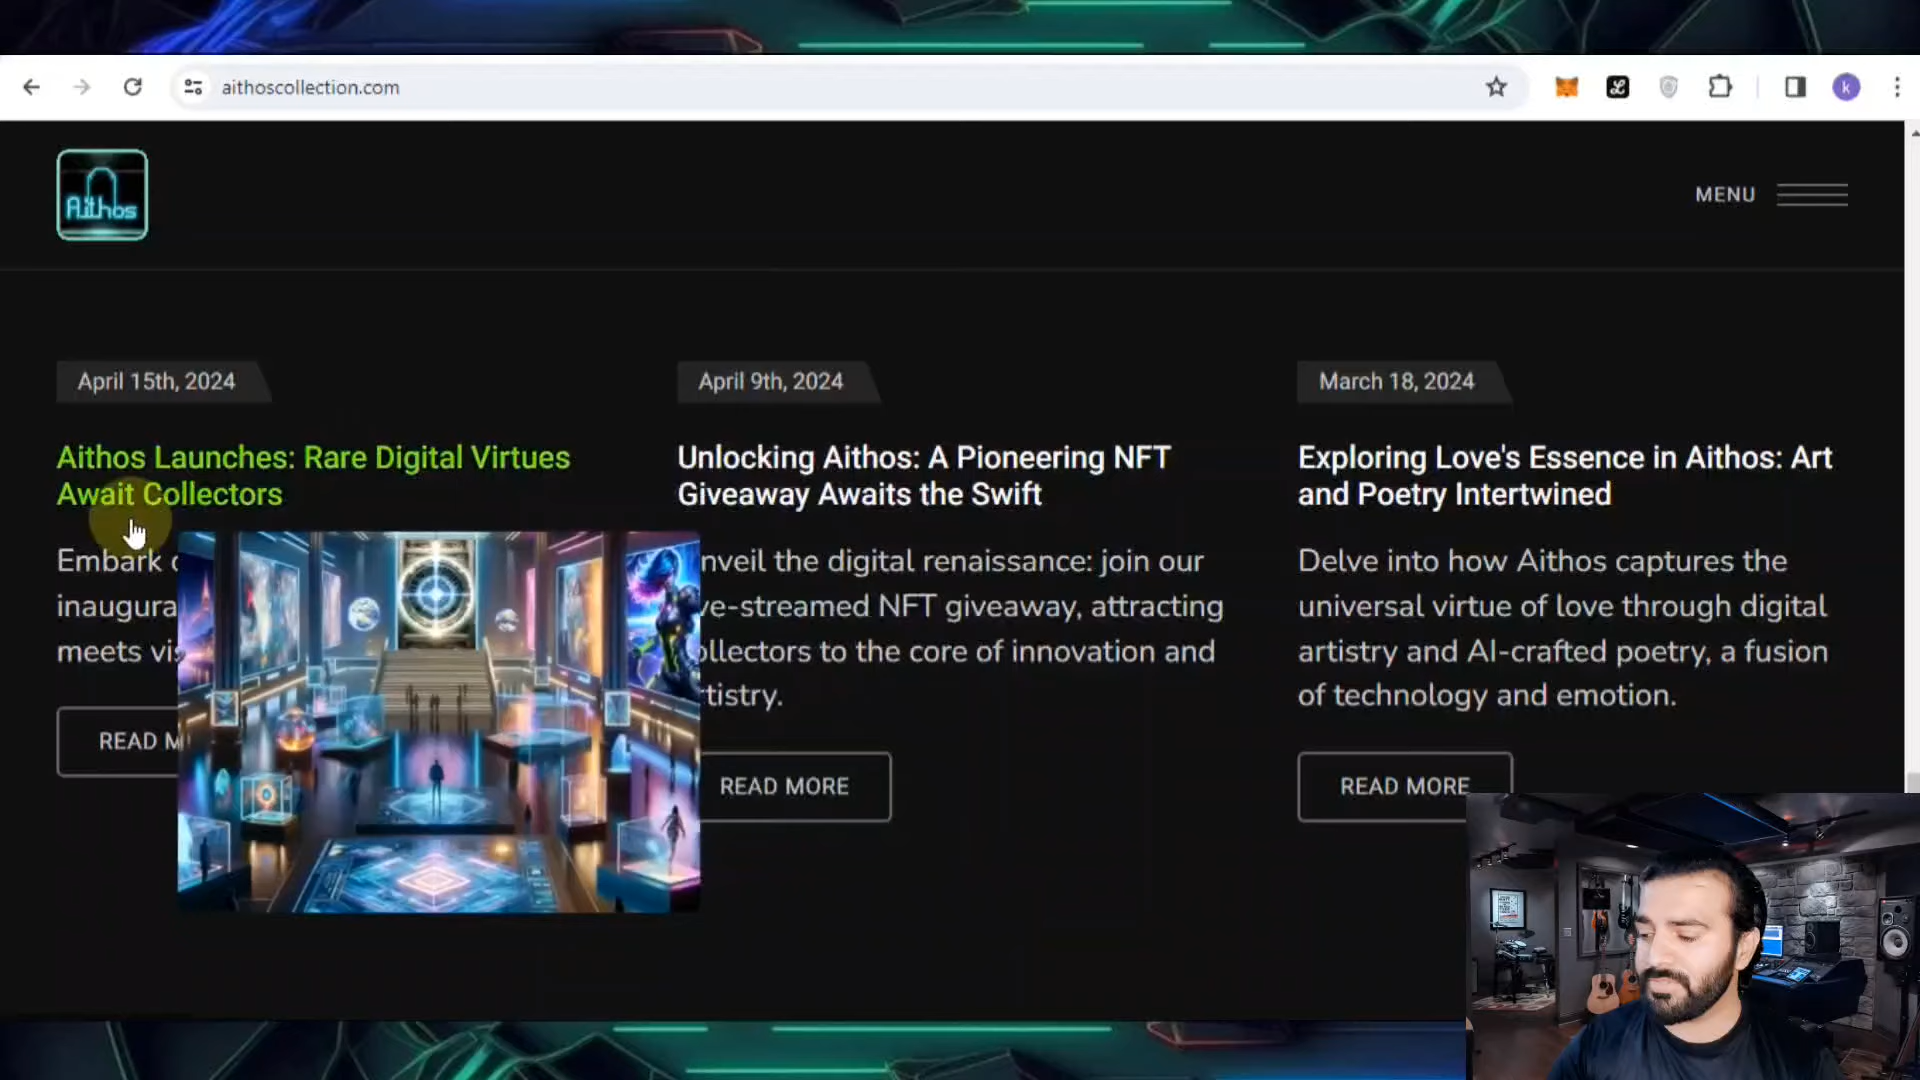 aithoscollection.com
k
Aithos
MENU
April 15th, 2024
Aithos Launches: Rare Digital Virtues
Await Collectors
Embark
inaugura
meets vis
READ M
April 9th, 2024
Unlocking Aithos: A Pioneering NFT
Giveaway Awaits the Swift
nveil the digital renaissance: join our
ve-streamed NFT giveaway, attracting
ollectors to the core of innovation and
tistry.
READ MORE
March 18, 2024
Exploring Love's Essence in Aithos: Art
and Poetry Intertwined
Delve into how Aithos captures the
universal virtue of love through digital
artistry and AI-crafted poetry, a fusion
of technology and emotion.
READ MORE